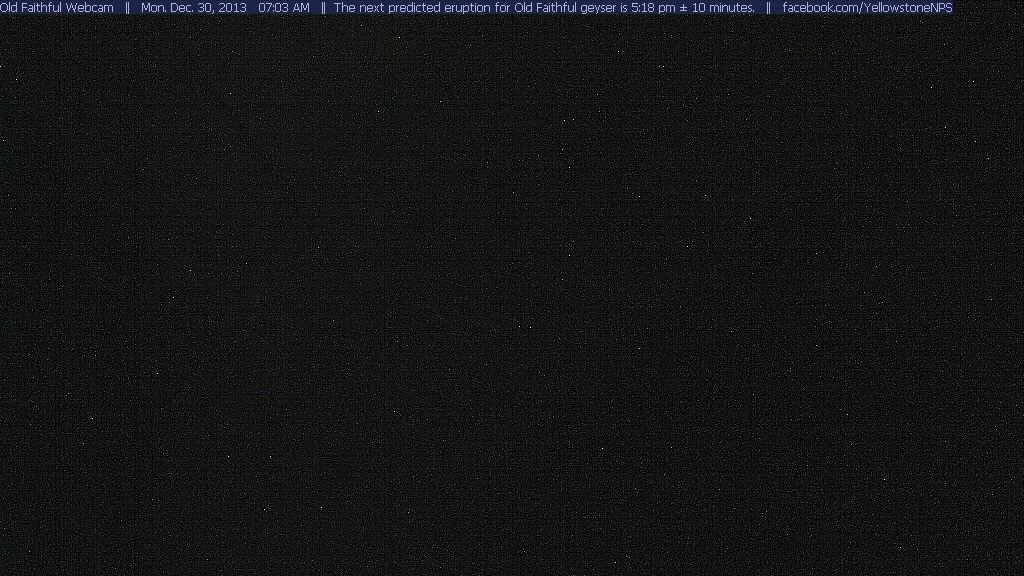 Old Faithful Webcam || Mon. Dec. 30, 2013 07:03 AM || The next predicted eruption for Old Faithful geyser is 5:18 pm ± 10 minutes. || facebook.com/YellowstoneNPS